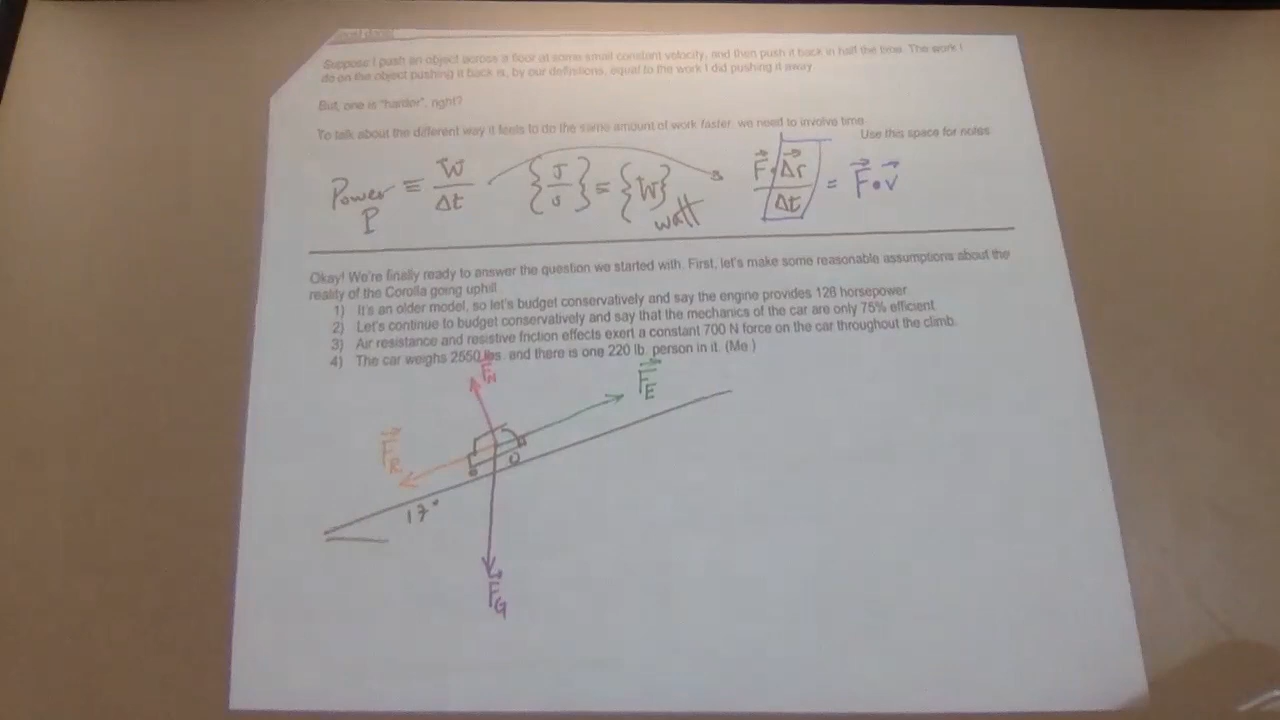 Suppose I push an object across a floor at some small constant velocity, and then push it back in half the time. The work I
do on the object pushing it back is, by our definitions, equal to the work I did pushing it away.
But, one is "harder", right?
To talk about the different way it feels to do the same amount of work faster, we need to involve time.
Use this space for notes
Power ≡ W/Δt {J/s} = {W} F⃗•Δr⃗/Δt = F⃗•v⃗
P watt
Okay! We're finally ready to answer the question we started with. First, let's make some reasonable assumptions about the
reality of the Corolla going uphill
1) It's an older model, so let's budget conservatively and say the engine provides 126 horsepower
2) Let's continue to budget conservatively and say that the mechanics of the car are only 75% efficient
3) Air resistance and resistive friction effects exert a constant 700 N force on the car throughout the climb.
4) The car weighs 2550 lbs. and there is one 220 lb. person in it. (Me.)
F⃗N
F⃗E
F⃗R
17°
F⃗G